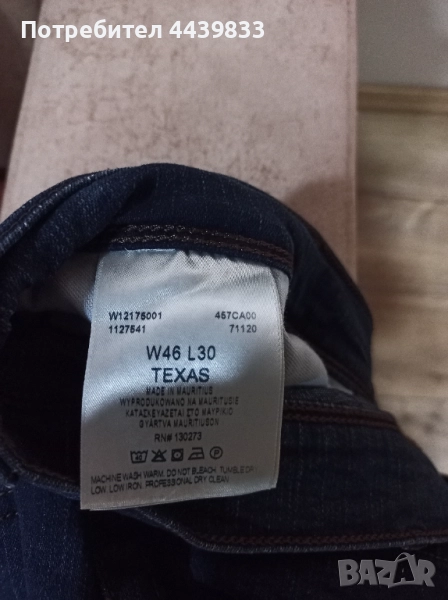 Потребител 4439833
W12175001 457CA00
1127541 71120
W46 L30
TEXAS
MADE IN MAURITIUS
WYPRODUKOWANO NA MAURITIUSIE
ΚΑΤΑΣΚΕΥΑΖΕΤΑΙ ΣΤΟ ΜΑΥΡΙΚΙΟ
GYÁRTVA MAURITIUSON
RN# 130273
MACHINE WASH WARM, DO NOT BLEACH, TUMBLE DRY
LOW, LOW IRON, PROFESSIONAL DRY CLEAN
BAZAR